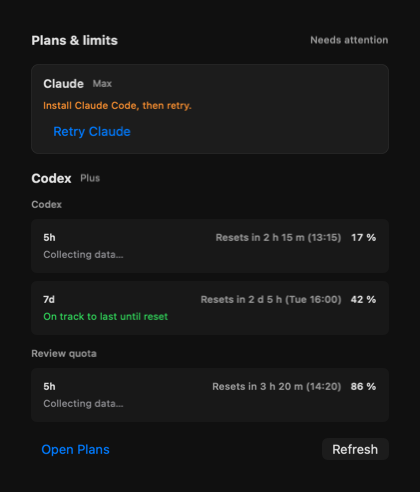 Plans & limits Needs attention
Claude Max
Install Claude Code, then retry.
Retry Claude
Codex Plus
Codex
5h Resets in 2 h 15 m (13:15) 17 %
Collecting data...
7d Resets in 2 d 5 h (Tue 16:00) 42 %
On track to last until reset
Review quota
5h Resets in 3 h 20 m (14:20) 86 %
Collecting data...
Open Plans Refresh